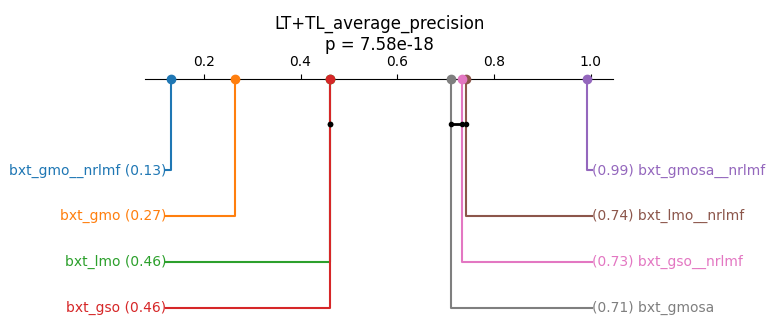 LT+TL_average_precision
p = 7.58e-18
0.2 0.4 0.6 0.8 1.0
bxt_gmo__nrlmf (0.13) (0.99) bxt_gmosa__nrlmf
bxt_gmo (0.27) (0.74) bxt_lmo__nrlmf
bxt_lmo (0.46) (0.73) bxt_gso__nrlmf
bxt_gso (0.46) (0.71) bxt_gmosa